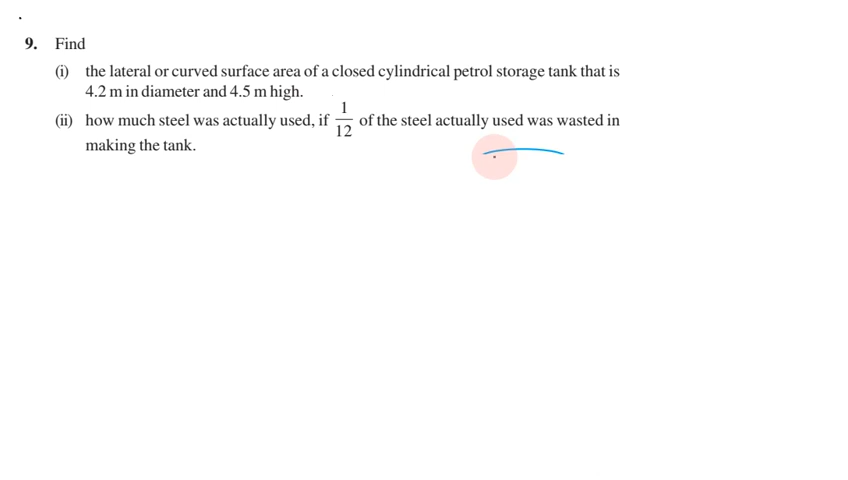 9. Find
(i) the lateral or curved surface area of a closed cylindrical petrol storage tank that is
4.2 m in diameter and 4.5 m high.
(ii) how much steel was actually used, if 1/12 of the steel actually used was wasted in
making the tank.